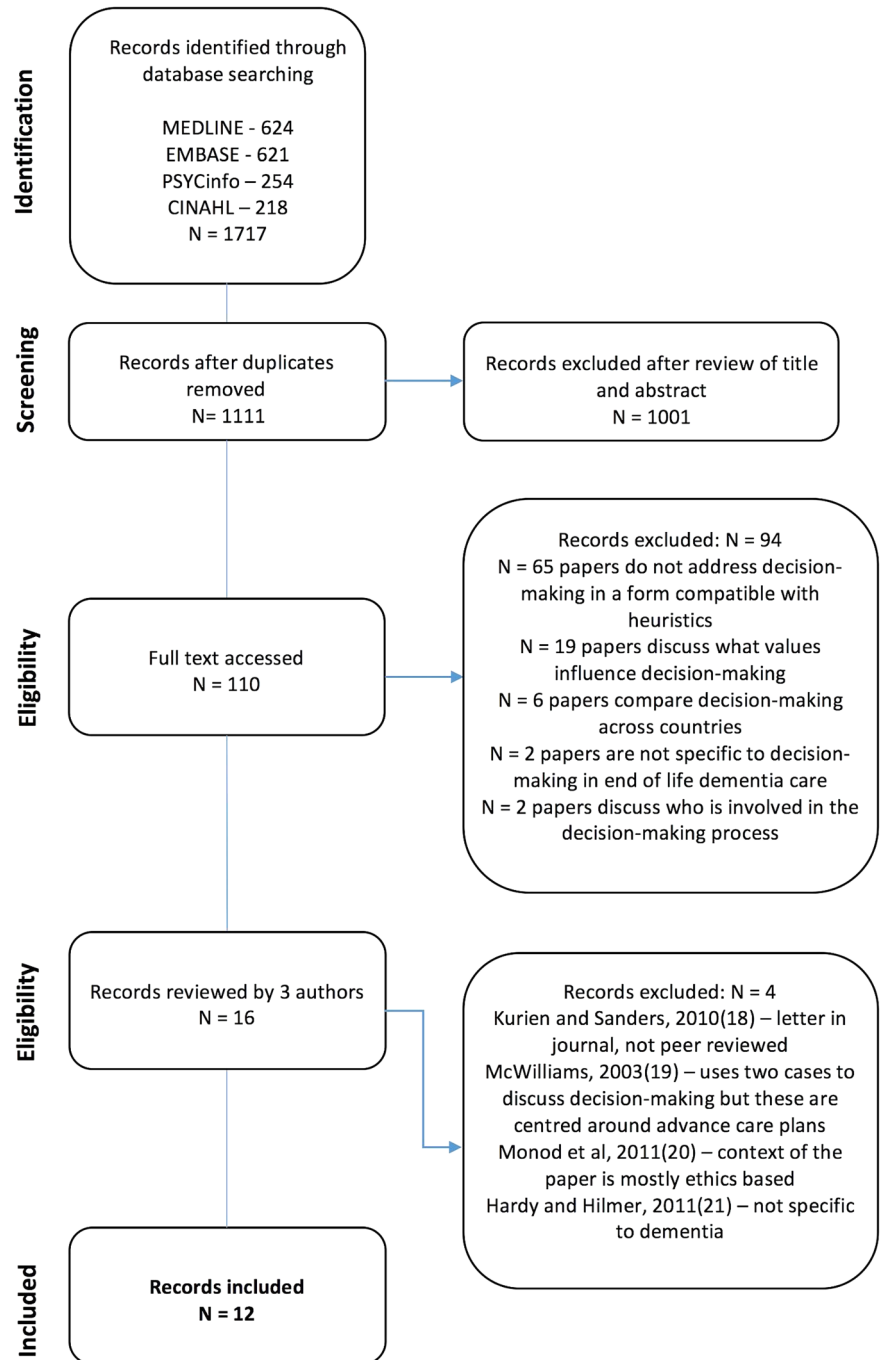 Identification
Records identified through
database searching
MEDLINE - 624
EMBASE - 621
PSYCinfo – 254
CINAHL – 218
N = 1717
Screening
Records after duplicates
removed
N= 1111
Records excluded after review of title
and abstract
N = 1001
Eligibility
Full text accessed
N = 110
Records excluded: N = 94
N = 65 papers do not address decision-
making in a form compatible with
heuristics
N = 19 papers discuss what values
influence decision-making
N = 6 papers compare decision-making
across countries
N = 2 papers are not specific to decision-
making in end of life dementia care
N = 2 papers discuss who is involved in the
decision-making process
Eligibility
Records reviewed by 3 authors
N = 16
Records excluded: N = 4
Kurien and Sanders, 2010(18) – letter in
journal, not peer reviewed
McWilliams, 2003(19) – uses two cases to
discuss decision-making but these are
centred around advance care plans
Monod et al, 2011(20) – context of the
paper is mostly ethics based
Hardy and Hilmer, 2011(21) – not specific
to dementia
Included
Records included
N = 12